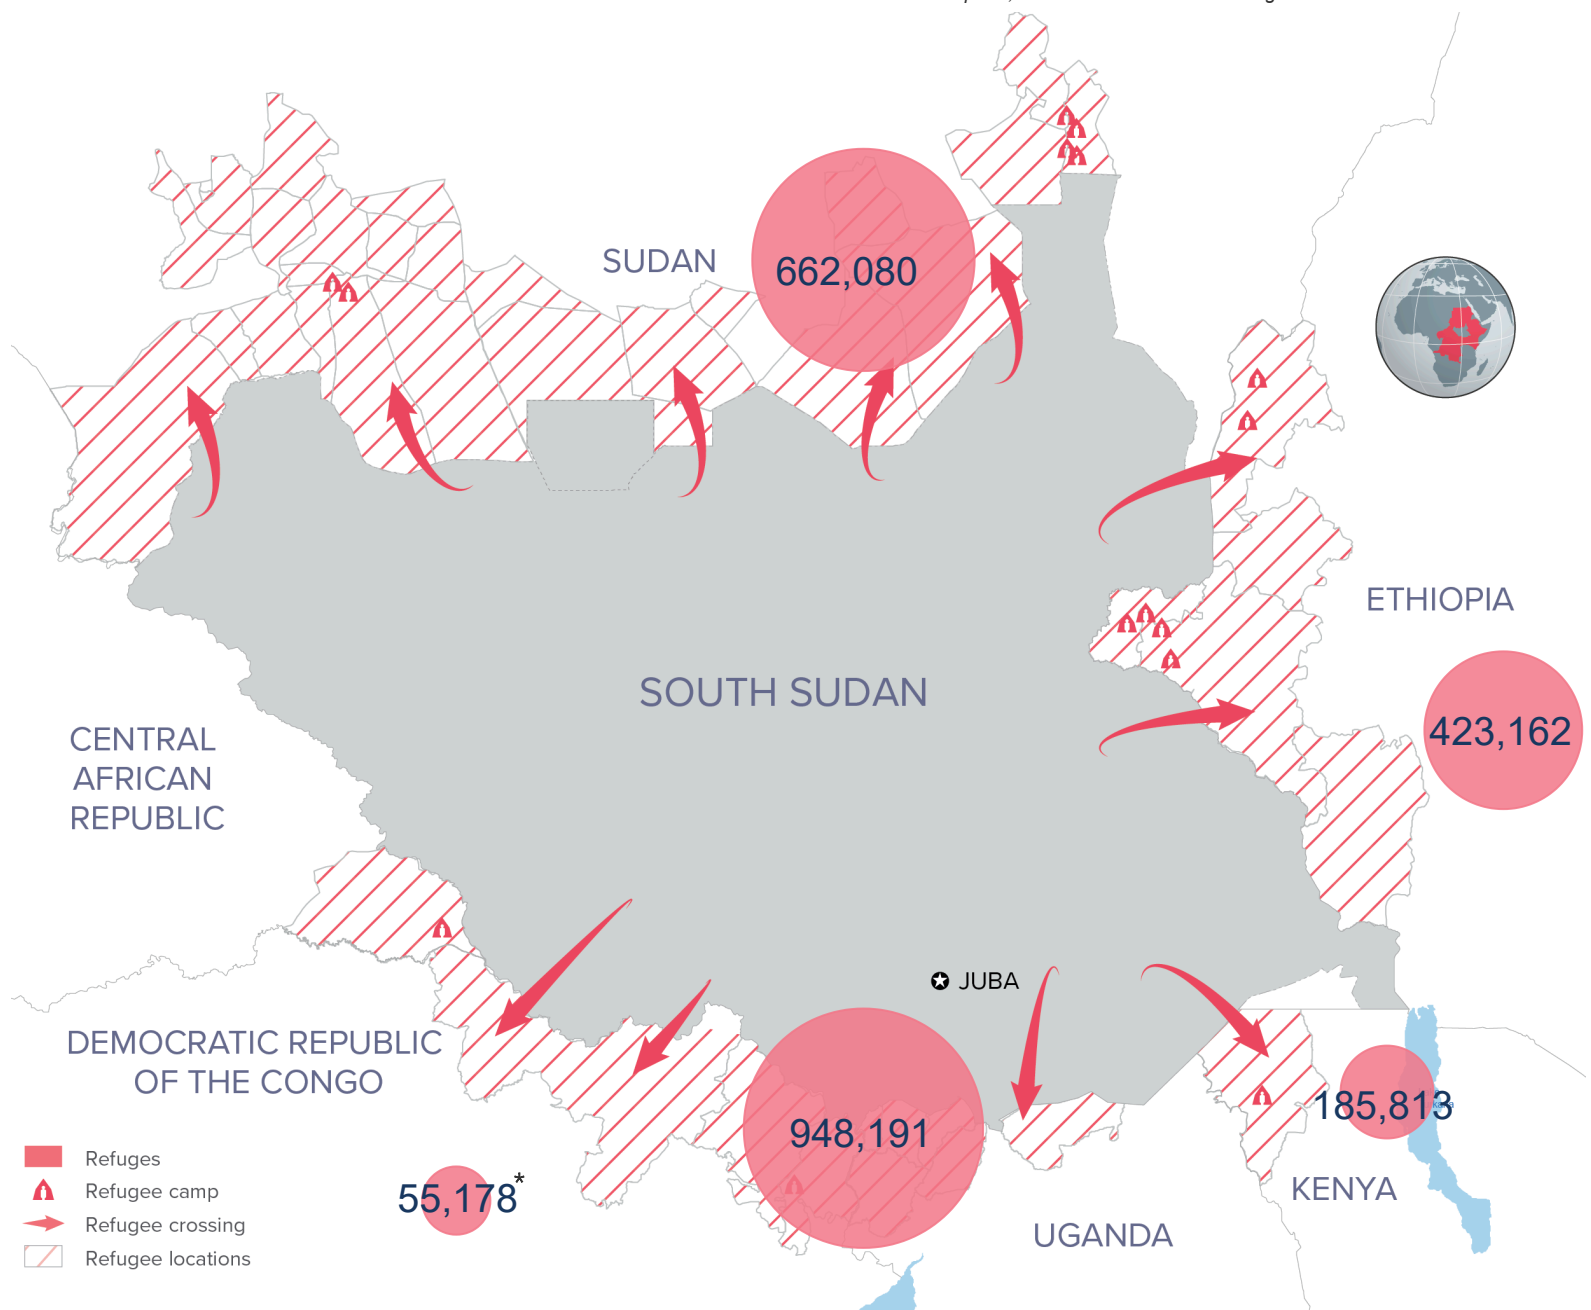 SUDAN
662,080
ETHIOPIA
SOUTH SUDAN
423,162
CENTRAL
AFRICAN
REPUBLIC
JUBA
DEMOCRATIC REPUBLIC
OF THE CONGO
948,191
185,813
55,178*
KENYA
UGANDA
Refuges
Refugee camp
Refugee crossing
Refugee locations